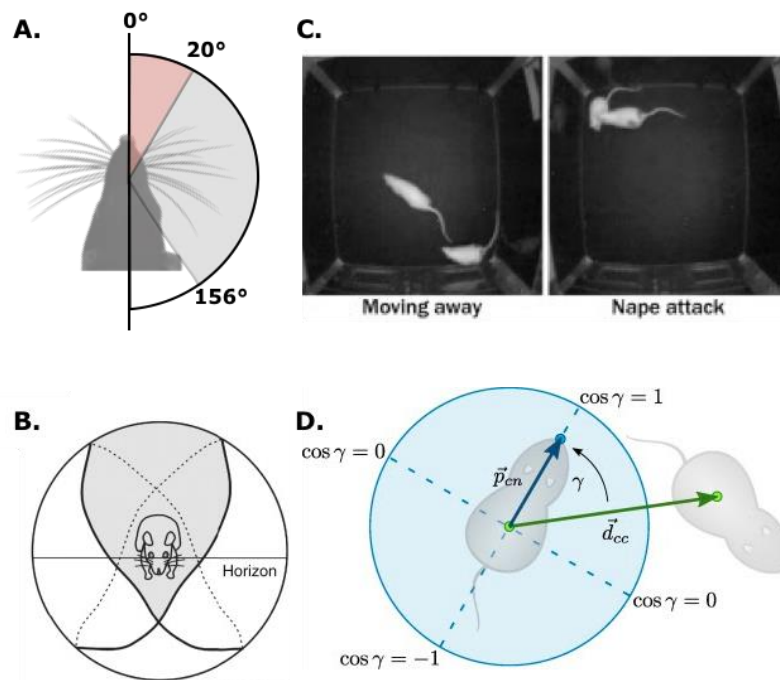 A.
0°
20°
156°
C.
Moving away
Nape attack
B.
Horizon
D.
cos γ = 1
cos γ = 0
p⃗cn
γ
d⃗cc
cos γ = 0
cos γ = −1